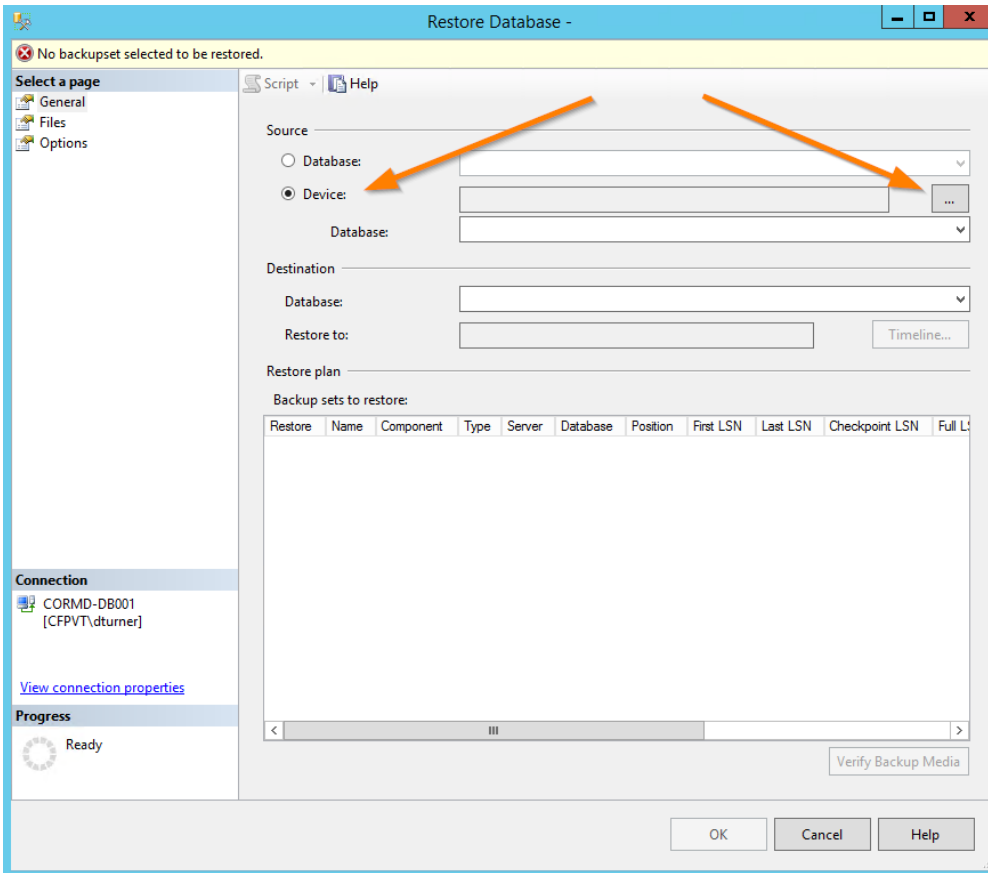 Restore Database -
No backupset selected to be restored.
Select a page
General
Files
Options
Script
Help
Source
Database:
Device:
...
Database:
Destination
Database:
Restore to:
Timeline...
Restore plan
Backup sets to restore:
Restore Name Component Type Server Database Position First LSN Last LSN Checkpoint LSN Full LS
Connection
CORMD-DB001
[CFPVT\dturner]
View connection properties
Progress
Ready
Verify Backup Media
OK Cancel Help